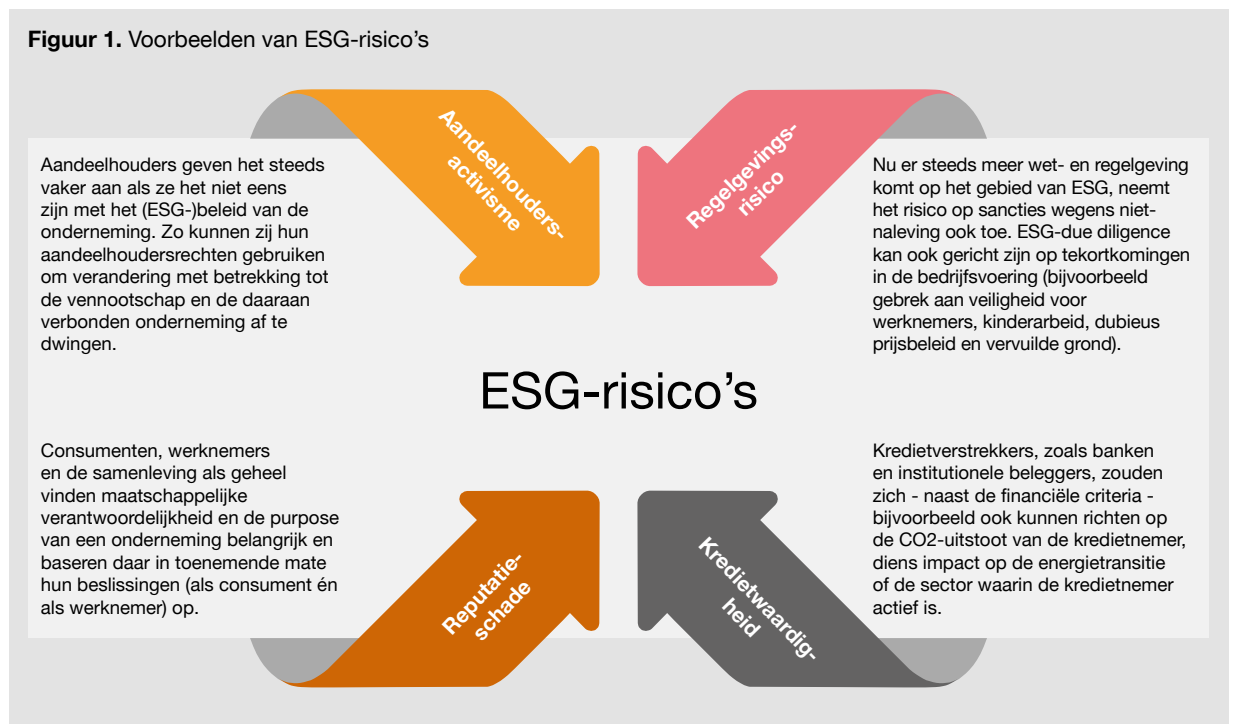 Figuur 1. Voorbeelden van ESG-risico's
Aandeelhouders-
activisme
Regelgevings-
risico
Aandeelhouders geven het steeds
vaker aan als ze het niet eens
zijn met het (ESG-)beleid van de
onderneming. Zo kunnen zij hun
aandeelhoudersrechten gebruiken
om verandering met betrekking tot
de vennootschap en de daaraan
verbonden onderneming af te
dwingen.
Nu er steeds meer wet- en regelgeving
komt op het gebied van ESG, neemt
het risico op sancties wegens niet-
naleving ook toe. ESG-due diligence
kan ook gericht zijn op tekortkomingen
in de bedrijfsvoering (bijvoorbeeld
gebrek aan veiligheid voor
werknemers, kinderarbeid, dubieus
prijsbeleid en vervuilde grond).
ESG-risico's
Consumenten, werknemers
en de samenleving als geheel
vinden maatschappelijke
verantwoordelijkheid en de purpose
van een onderneming belangrijk en
baseren daar in toenemende mate
hun beslissingen (als consument én
als werknemer) op.
Reputatie-
schade
Kredietwaardig-
heid
Kredietverstrekkers, zoals banken
en institutionele beleggers, zouden
zich - naast de financiële criteria -
bijvoorbeeld ook kunnen richten op
de CO2-uitstoot van de kredietnemer,
diens impact op de energietransitie
of de sector waarin de kredietnemer
actief is.